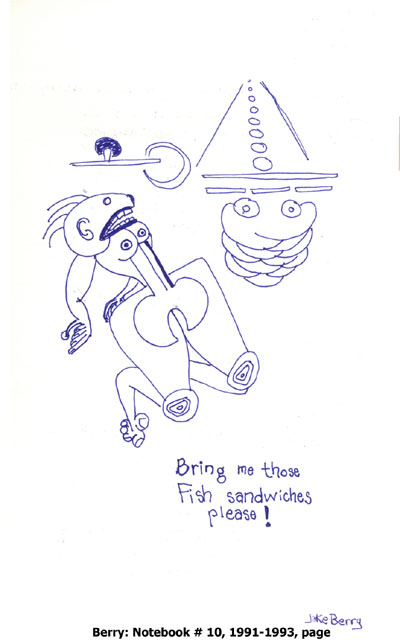 Bring me those
Fish sandwiches
please!
Jake Berry
Berry: Notebook # 10, 1991-1993, page